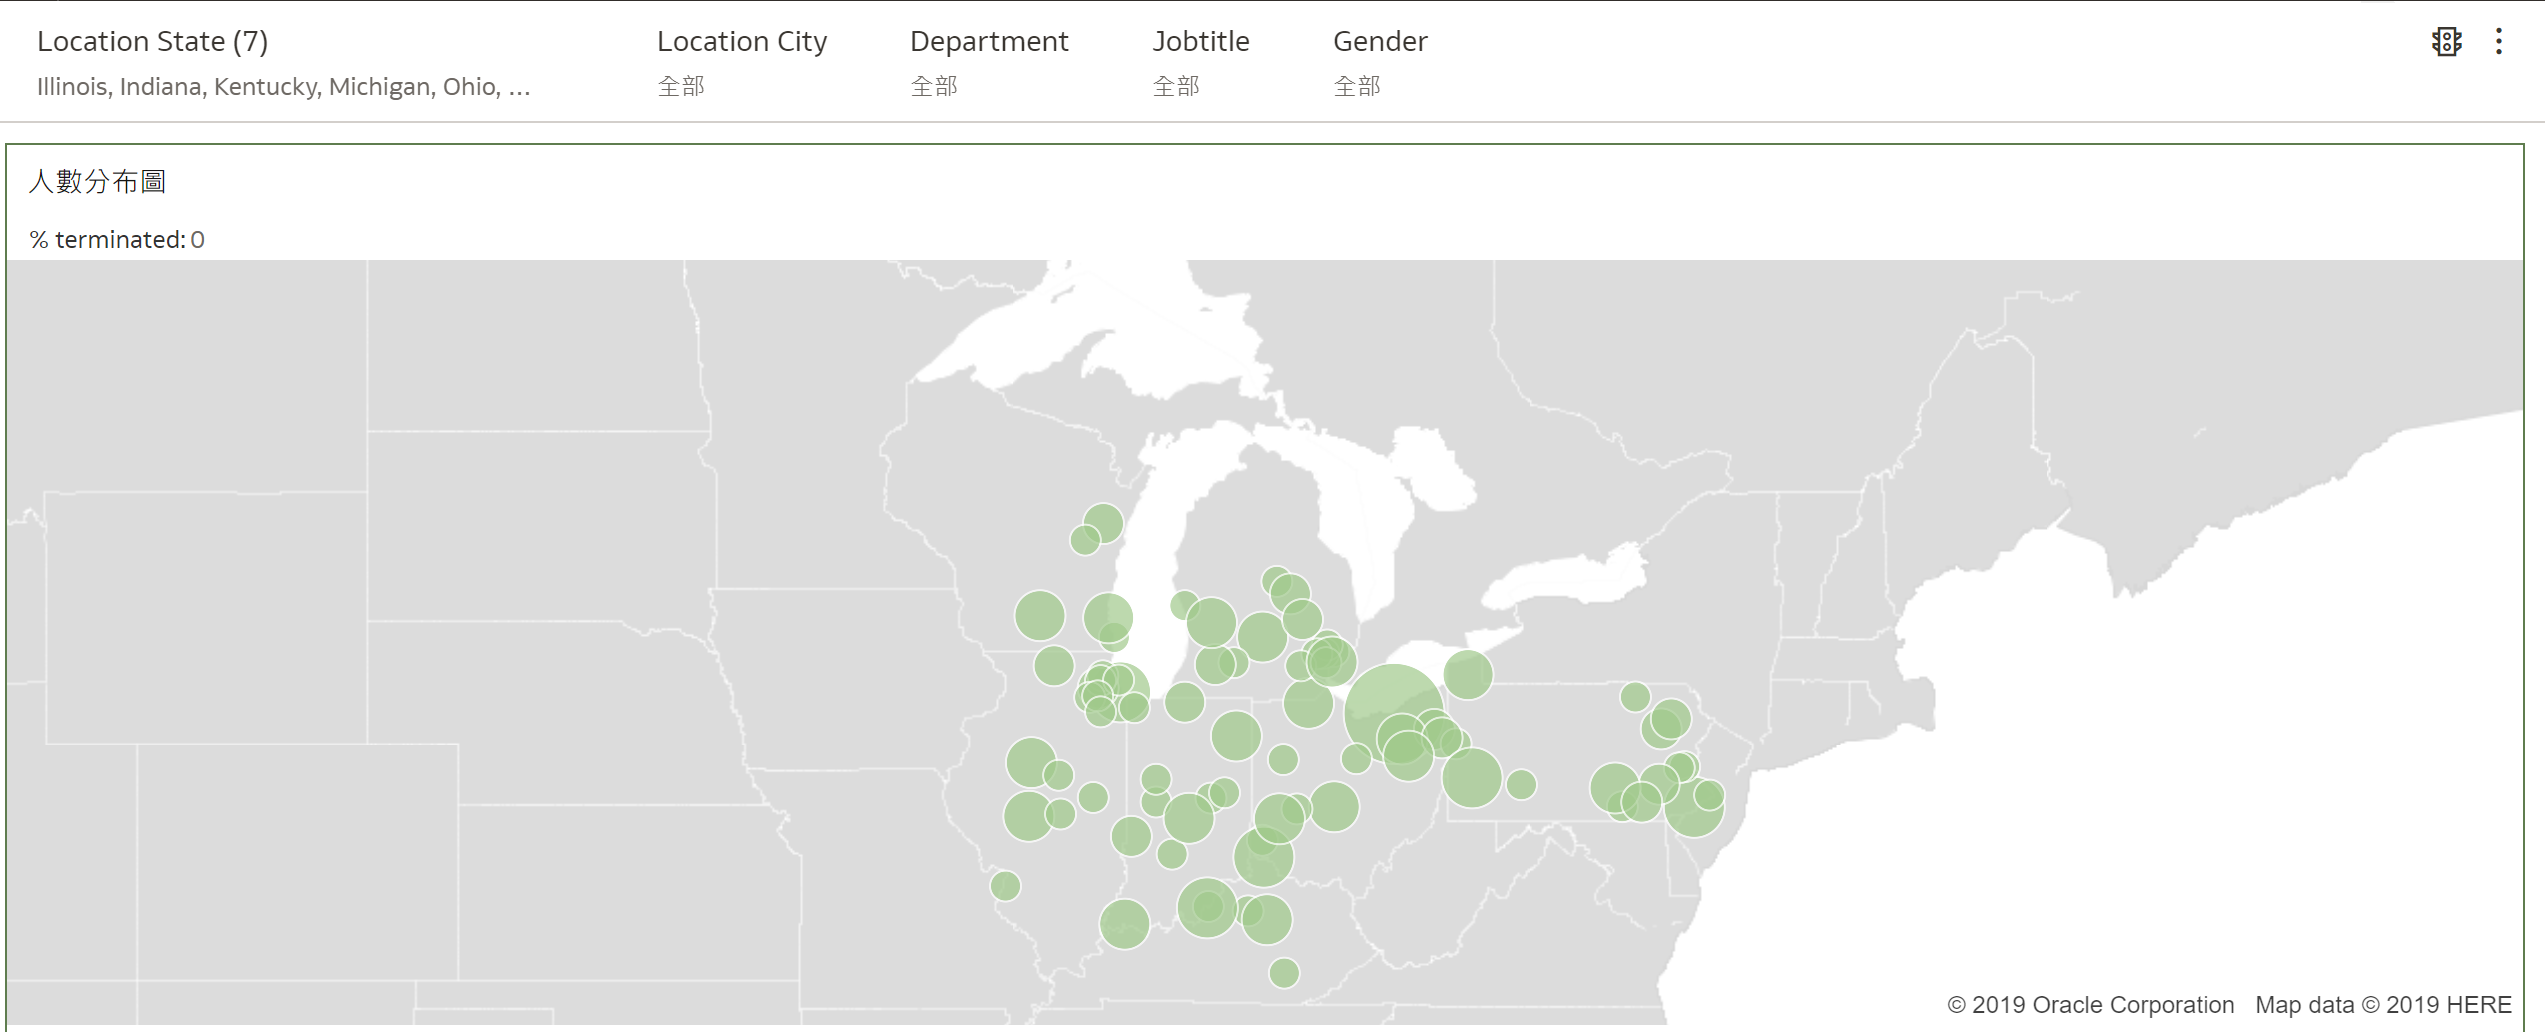 Location State (7)
Illinois, Indiana, Kentucky, Michigan, Ohio, ...
Location City
全部
Department
全部
Jobtitle
全部
Gender
全部
人數分布圖
% terminated: 0
© 2019 Oracle Corporation Map data © 2019 HERE